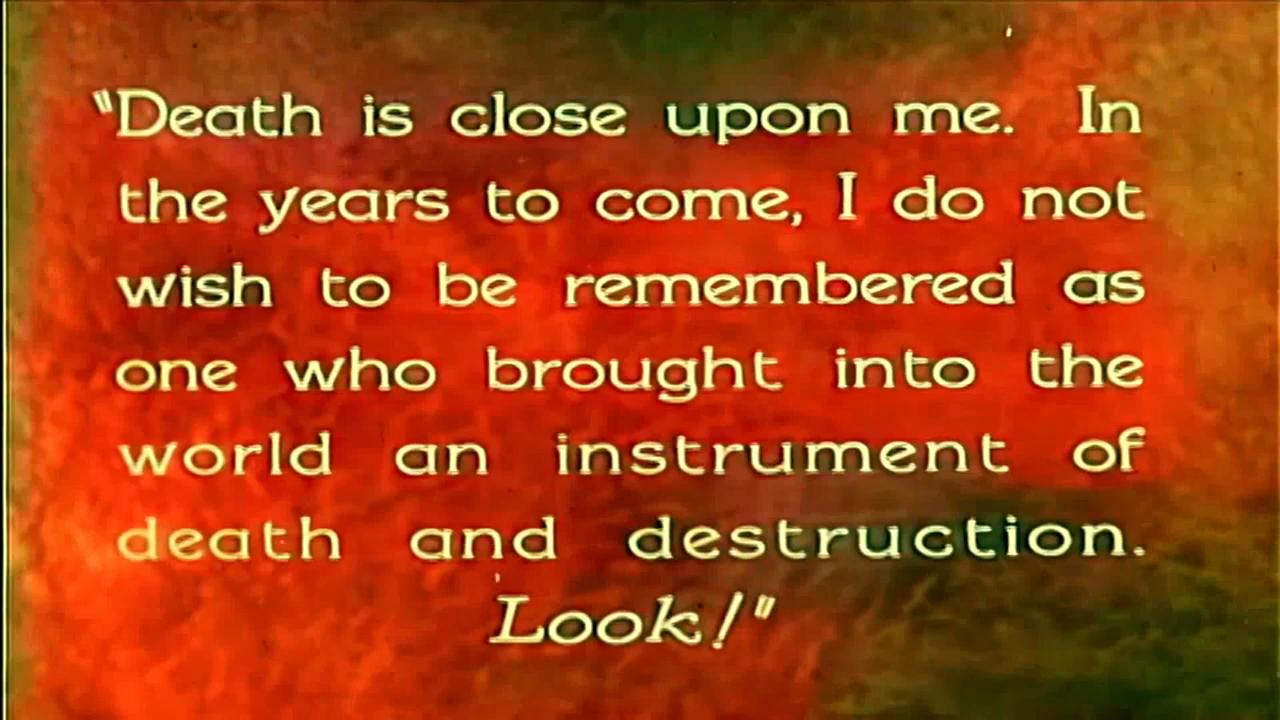 "Death is close upon me. In
the years to come, I do not
wish to be remembered as
one who brought into the
world an instrument of
death and destruction.
Look!"